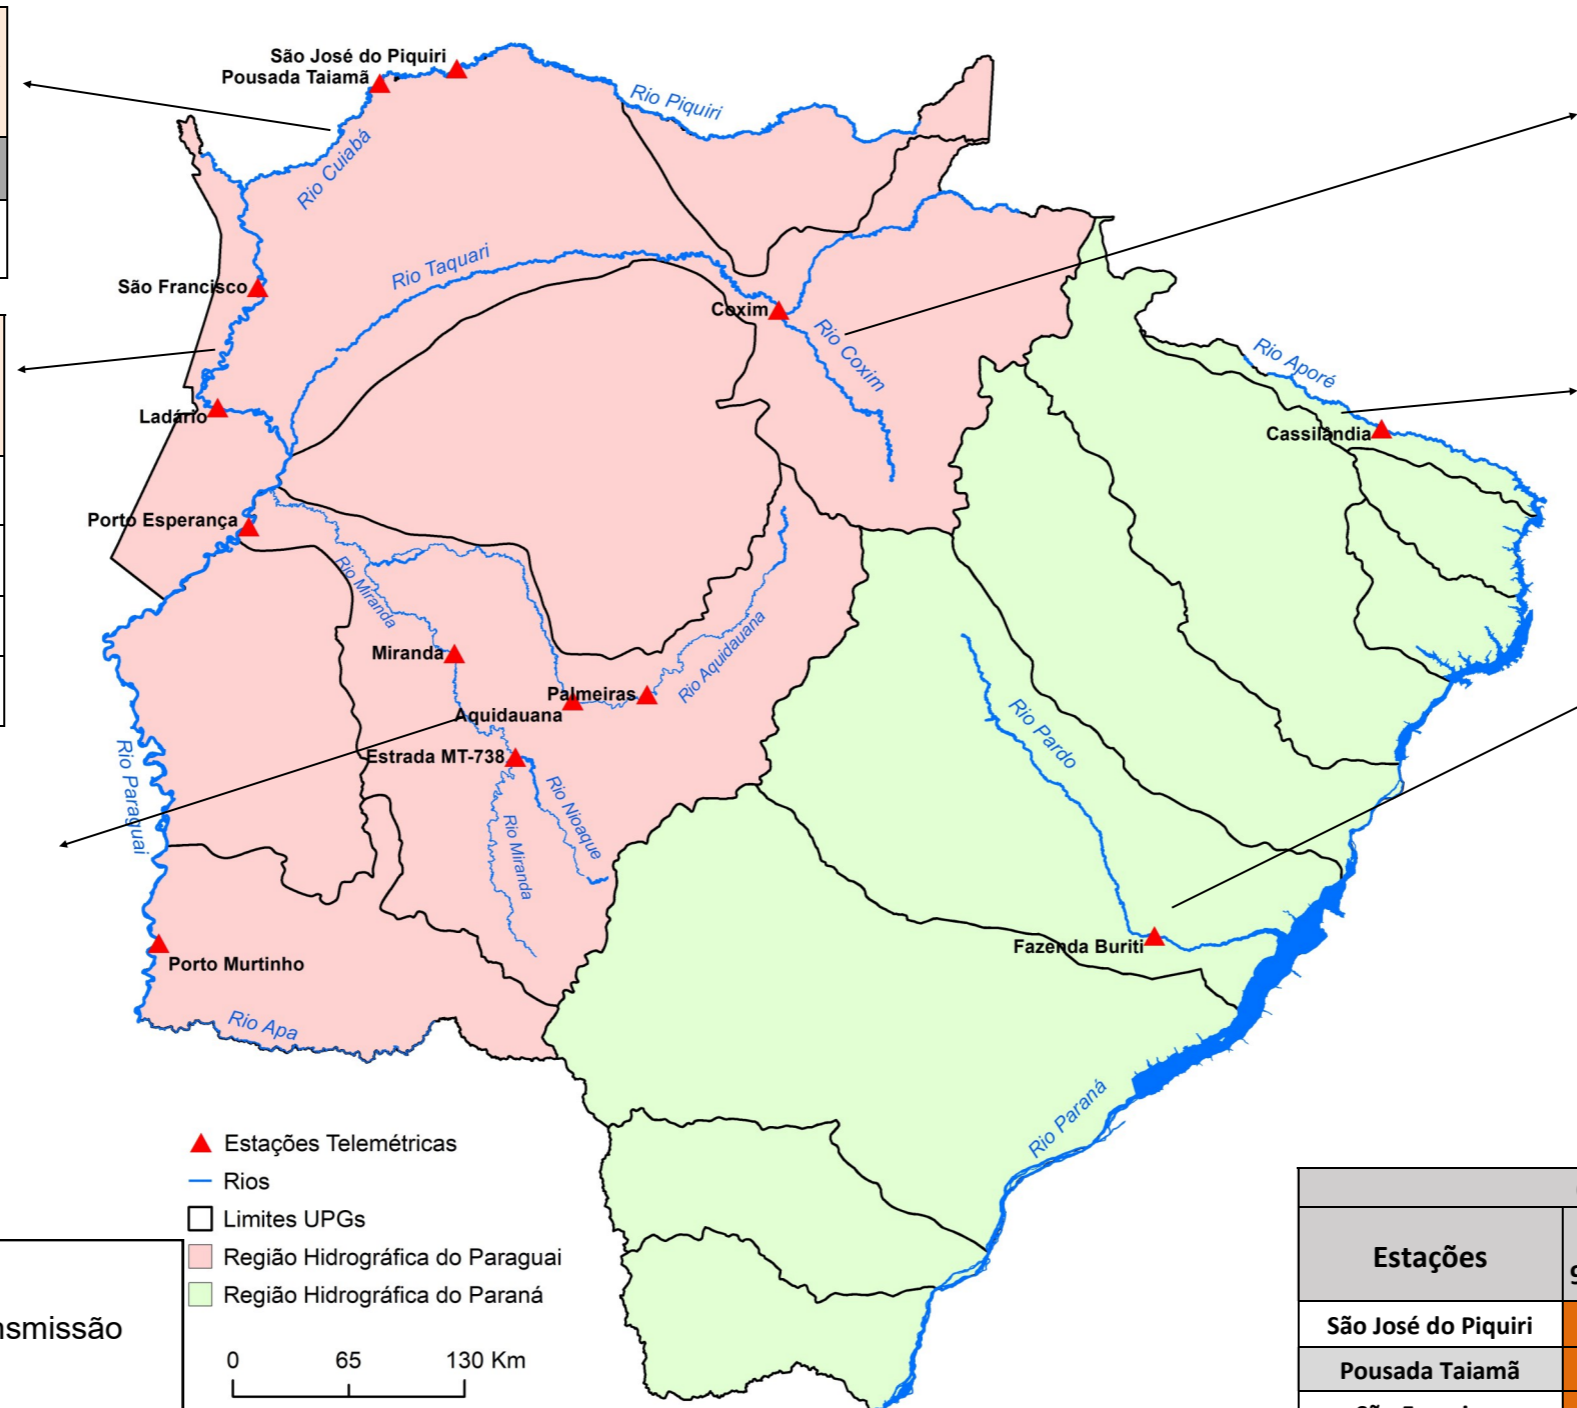 São José do Piquiri
Pousada Taiamã
Rio Piquiri
Rio Cuiabá
São Francisco
Rio Taquari
Coxim
Rio Coxim
Rio Aporé
Ladário
Cassilândia
Porto Esperança
Rio Miranda
Miranda
Rio Aquidauana
Palmeiras
Aquidauana
Rio Pardo
Rio Paraguai
Estrada MT-738
Rio Nioaque
Rio Miranda
Fazenda Buriti
Porto Murtinho
Rio Apa
Rio Paraná
Estações Telemétricas
Rios
Limites UPGs
Região Hidrográfica do Paraguai
Região Hidrográfica do Paraná
0 65 130 Km
nsmissão
Estações
São José do Piquiri
Pousada Taiamã